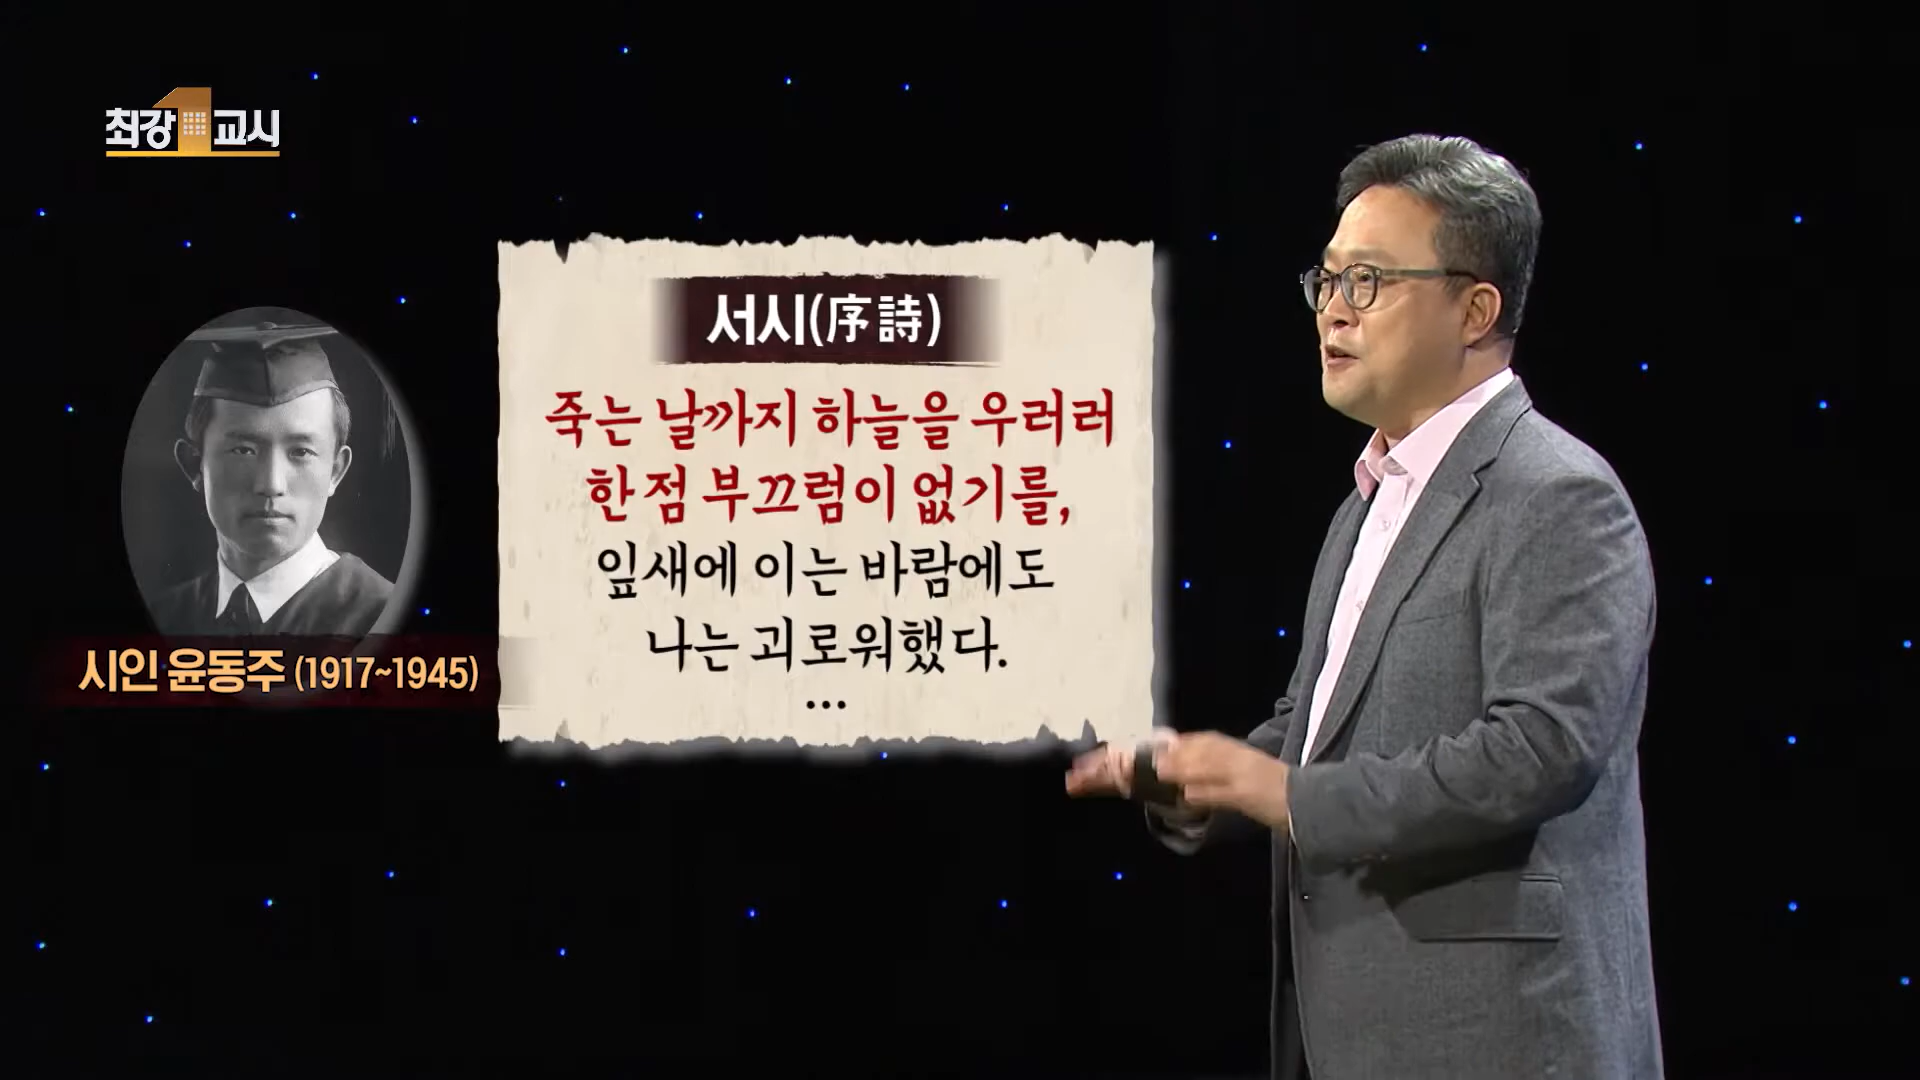 최강1교시
서시(序詩)
죽는 날까지 하늘을 우러러
한 점 부끄럼이 없기를,
잎새에 이는 바람에도
나는 괴로워했다.
...
시인 윤동주 (1917~1945)